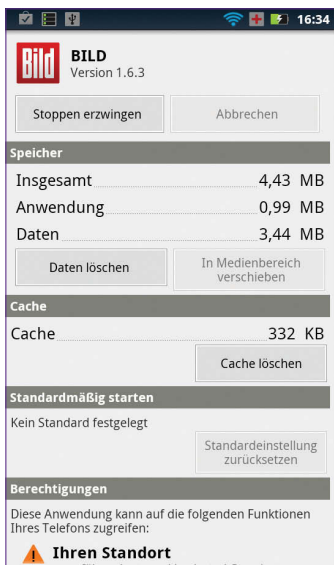 16:34
Bild
BILD
Version 1.6.3
Stoppen erzwingen
Abbrechen
Speicher
Insgesamt 4,43 MB
Anwendung 0,99 MB
Daten 3,44 MB
Daten löschen
In Medienbereich
verschieben
Cache
Cache 332 KB
Cache löschen
Standardmäßig starten
Kein Standard festgelegt
Standardeinstellung
zurücksetzen
Berechtigungen
Diese Anwendung kann auf die folgenden Funktionen
Ihres Telefons zugreifen:
Ihren Standort